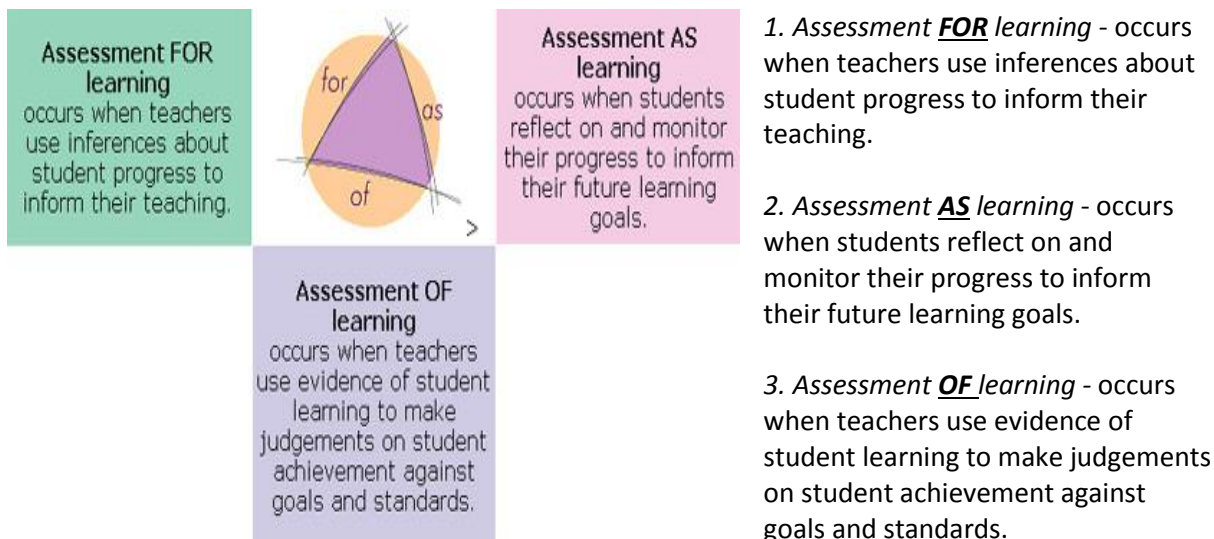 Assessment FOR
learning
occurs when teachers
use inferences about
student progress to
inform their teaching.
for
as
of
>
Assessment AS
learning
occurs when students
reflect on and monitor
their progress to inform
their future learning
goals.
Assessment OF
learning
occurs when teachers
use evidence of student
learning to make
judgements on student
achievement against
goals and standards.
1. Assessment FOR learning - occurs
when teachers use inferences about
student progress to inform their
teaching.
2. Assessment AS learning - occurs
when students reflect on and
monitor their progress to inform
their future learning goals.
3. Assessment OF learning - occurs
when teachers use evidence of
student learning to make judgements
on student achievement against
goals and standards.